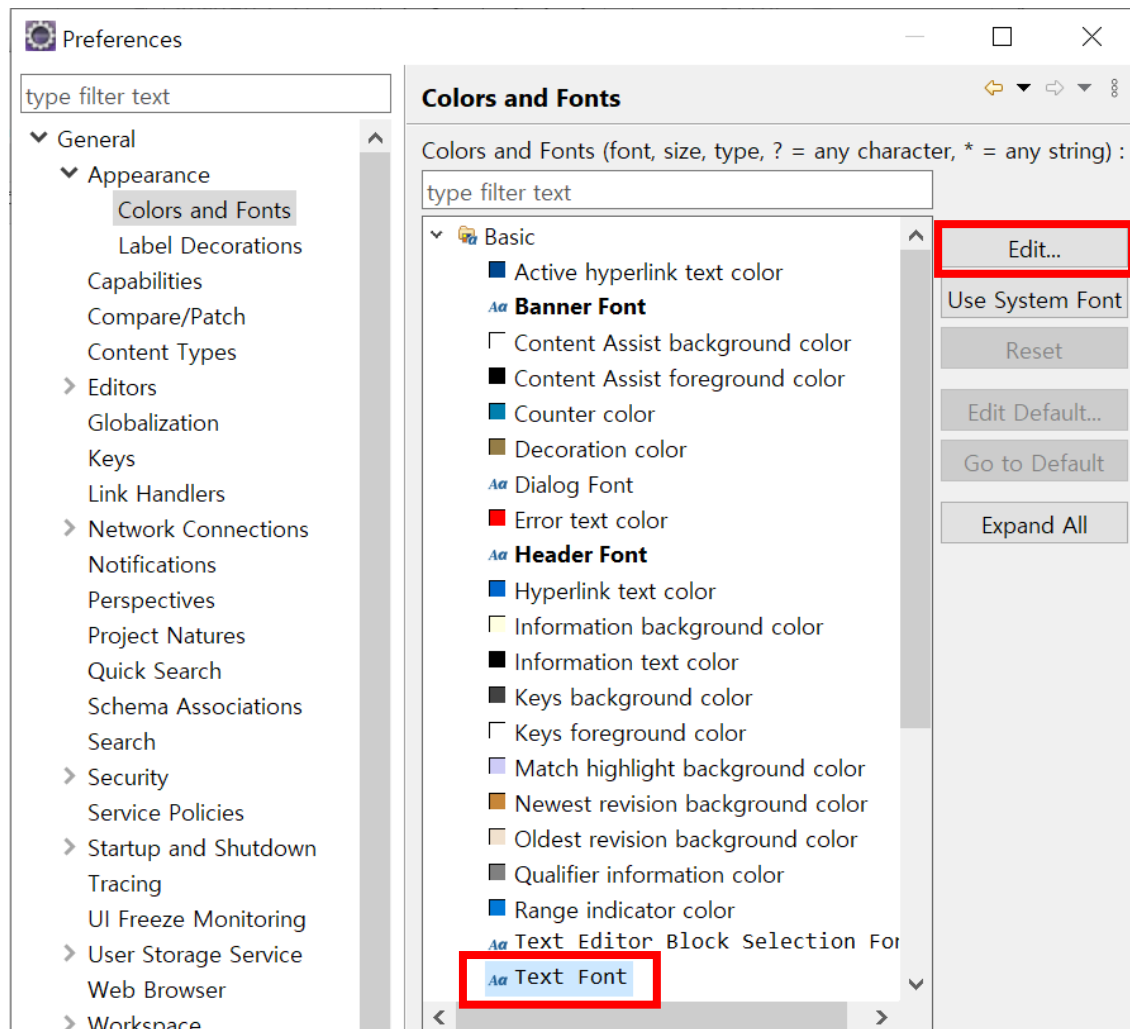 Preferences
type filter text
General
Appearance
Colors and Fonts
Label Decorations
Capabilities
Compare/Patch
Content Types
Editors
Globalization
Keys
Link Handlers
Network Connections
Notifications
Perspectives
Project Natures
Quick Search
Schema Associations
Search
Security
Service Policies
Startup and Shutdown
Tracing
UI Freeze Monitoring
User Storage Service
Web Browser
Workspace
Colors and Fonts
Colors and Fonts (font, size, type, ? = any character, * = any string) :
type filter text
Basic
Active hyperlink text color
Aa Banner Font
Content Assist background color
Content Assist foreground color
Counter color
Decoration color
Aa Dialog Font
Error text color
Aa Header Font
Hyperlink text color
Information background color
Information text color
Keys background color
Keys foreground color
Match highlight background color
Newest revision background color
Oldest revision background color
Qualifier information color
Range indicator color
Aa Text Editor Block Selection For
Aa Text Font
Edit...
Use System Font
Reset
Edit Default...
Go to Default
Expand All